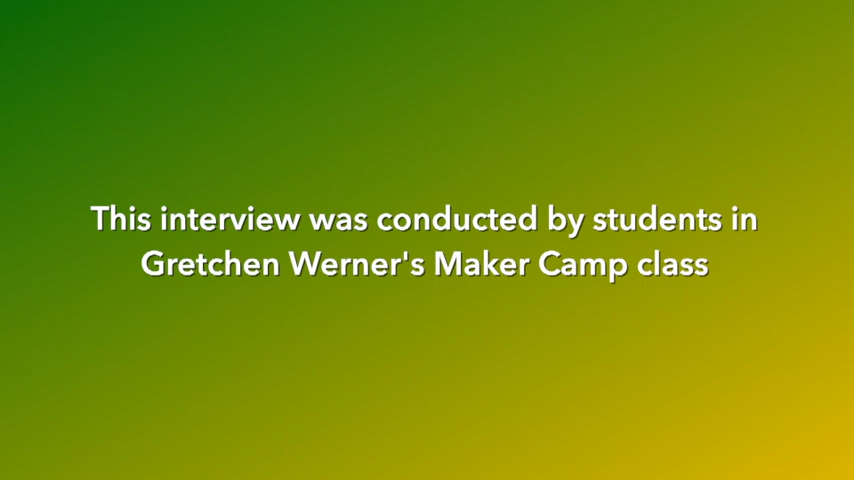 This interview was conducted by students in
Gretchen Werner's Maker Camp class